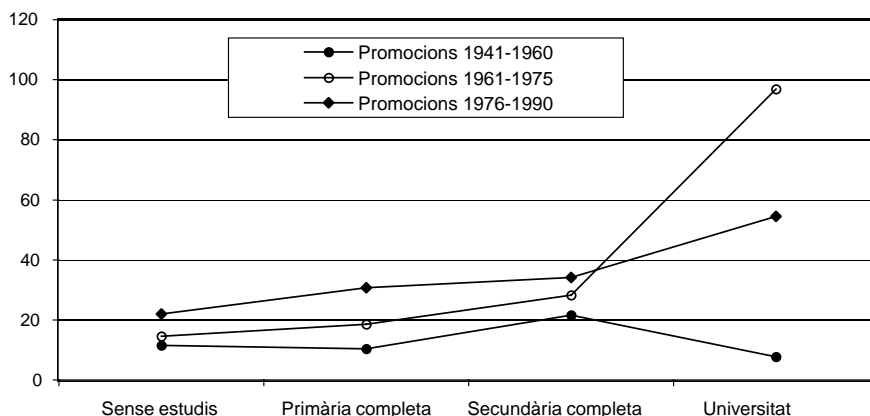 120
100
80
60
40
20
0
Promocions 1941-1960
Promocions 1961-1975
Promocions 1976-1990
Sense estudis Primària completa Secundària completa Universitat